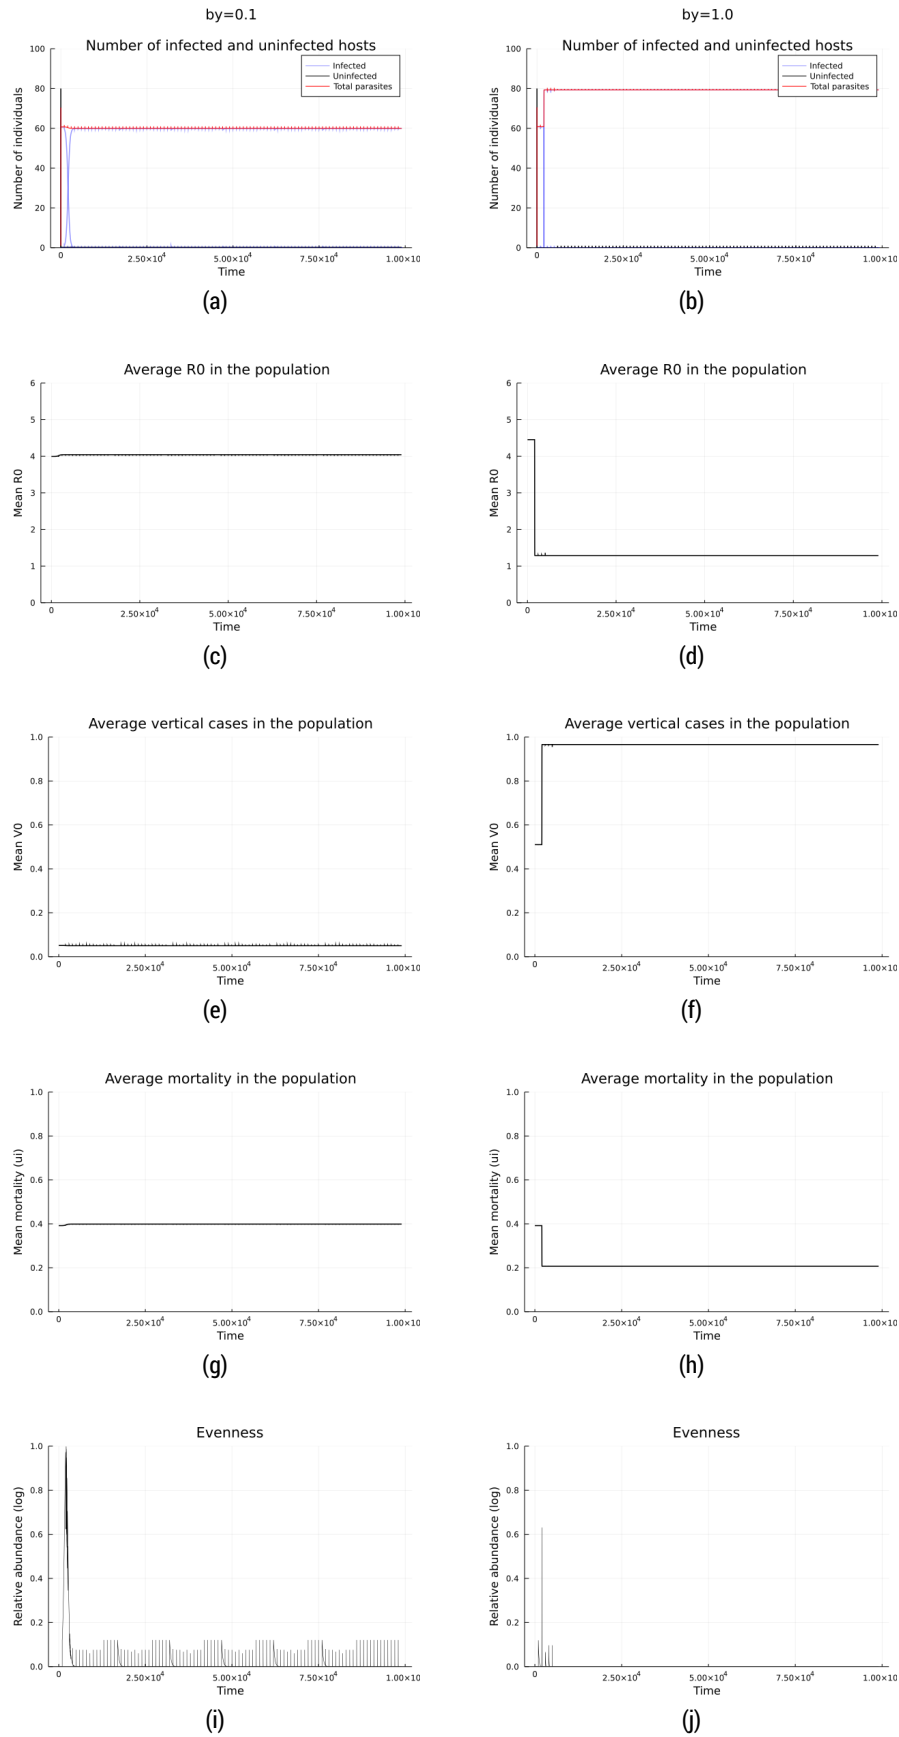 by=0.1
by=1.0
Number of infected and uninfected hosts
Number of individuals
100
80
60
40
20
0
Infected
Uninfected
Total parasites
0
2.50×10⁴
5.00×10⁴
7.50×10⁴
1.00×10
Time
(a)
Number of infected and uninfected hosts
Number of individuals
100
80
60
40
20
0
Infected
Uninfected
Total parasites
0
2.50×10⁴
5.00×10⁴
7.50×10⁴
1.00×10
Time
(b)
Average R0 in the population
Mean R0
6
5
4
3
2
1
0
0
2.50×10⁴
5.00×10⁴
7.50×10⁴
1.00×10
Time
(c)
Average R0 in the population
Mean R0
6
5
4
3
2
1
0
0
2.50×10⁴
5.00×10⁴
7.50×10⁴
1.00×10
Time
(d)
Average vertical cases in the population
Mean V0
1.0
0.8
0.6
0.4
0.2
0.0
0
2.50×10⁴
5.00×10⁴
7.50×10⁴
1.00×10
Time
(e)
Average vertical cases in the population
Mean V0
1.0
0.8
0.6
0.4
0.2
0.0
0
2.50×10⁴
5.00×10⁴
7.50×10⁴
1.00×10
Time
(f)
Average mortality in the population
Mean mortality (ui)
1.0
0.8
0.6
0.4
0.2
0.0
0
2.50×10⁴
5.00×10⁴
7.50×10⁴
1.00×10
Time
(g)
Average mortality in the population
Mean mortality (ui)
1.0
0.8
0.6
0.4
0.2
0.0
0
2.50×10⁴
5.00×10⁴
7.50×10⁴
1.00×10
Time
(h)
Evenness
Relative abundance (log)
1.0
0.8
0.6
0.4
0.2
0.0
0
2.50×10⁴
5.00×10⁴
7.50×10⁴
1.00×10
Time
(i)
Evenness
Relative abundance (log)
1.0
0.8
0.6
0.4
0.2
0.0
0
2.50×10⁴
5.00×10⁴
7.50×10⁴
1.00×10
Time
(j)